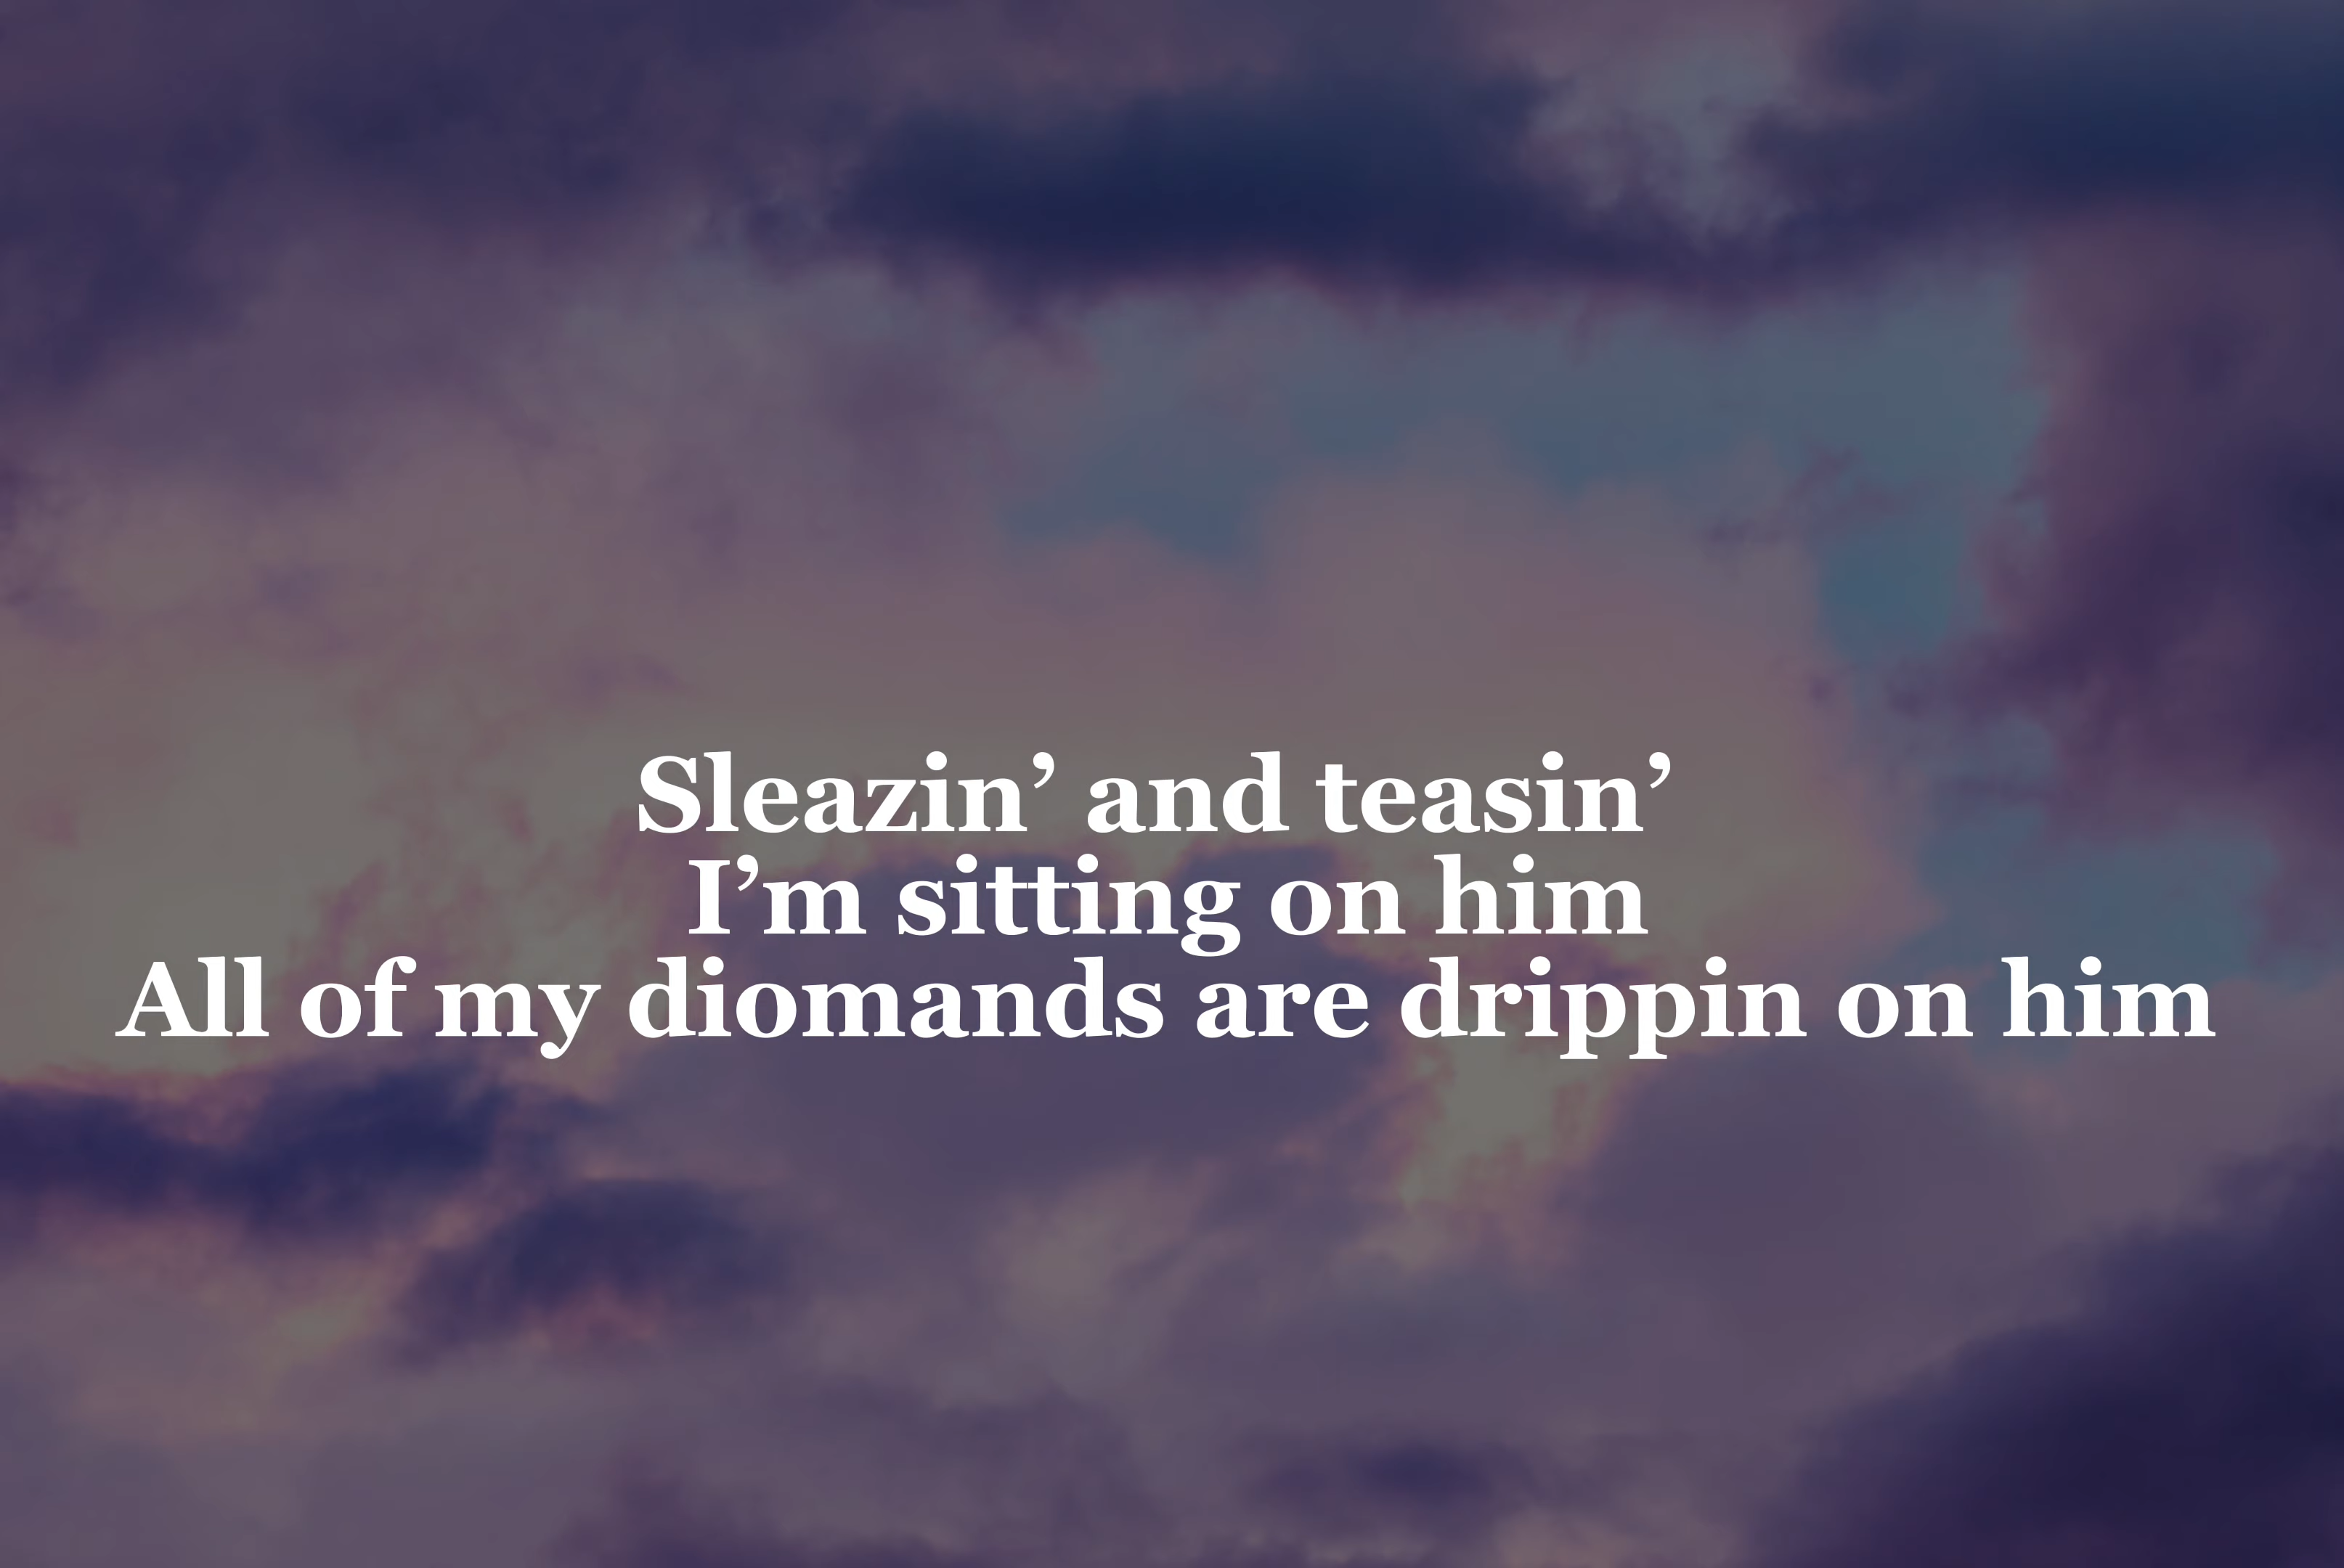 Sleazin’ and teasin’
I’m sitting on him
All of my diomands are drippin on him